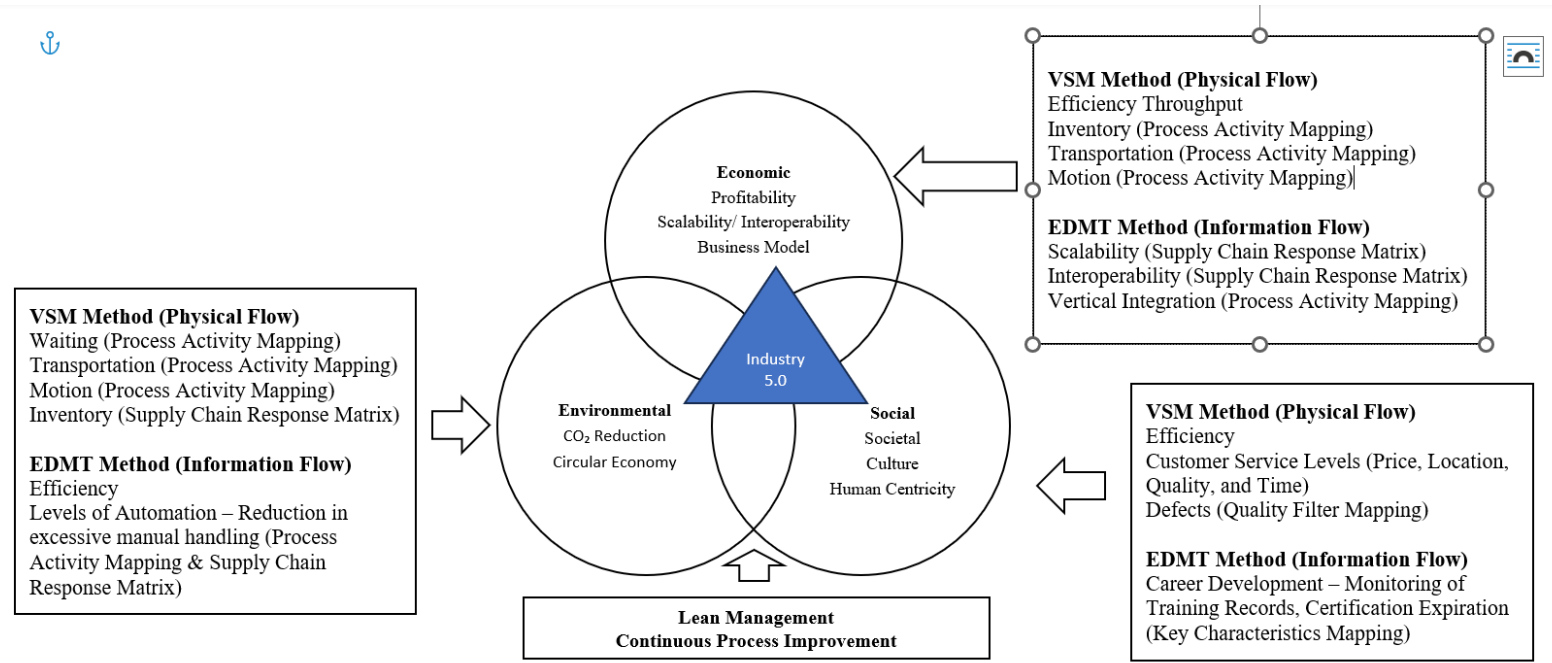 VSM Method (Physical Flow)
Efficiency Throughput
Inventory (Process Activity Mapping)
Transportation (Process Activity Mapping)
Motion (Process Activity Mapping)
EDMT Method (Information Flow)
Scalability (Supply Chain Response Matrix)
Interoperability (Supply Chain Response Matrix)
Vertical Integration (Process Activity Mapping)
Economic
Profitability
Scalability/ Interoperability
Business Model
VSM Method (Physical Flow)
Waiting (Process Activity Mapping)
Transportation (Process Activity Mapping)
Motion (Process Activity Mapping)
Inventory (Supply Chain Response Matrix)
EDMT Method (Information Flow)
Efficiency
Levels of Automation – Reduction in
excessive manual handling (Process
Activity Mapping & Supply Chain
Response Matrix)
Industry
5.0
Environmental
CO₂ Reduction
Circular Economy
Social
Societal
Culture
Human Centricity
VSM Method (Physical Flow)
Efficiency
Customer Service Levels (Price, Location,
Quality, and Time)
Defects (Quality Filter Mapping)
EDMT Method (Information Flow)
Career Development – Monitoring of
Training Records, Certification Expiration
(Key Characteristics Mapping)
Lean Management
Continuous Process Improvement